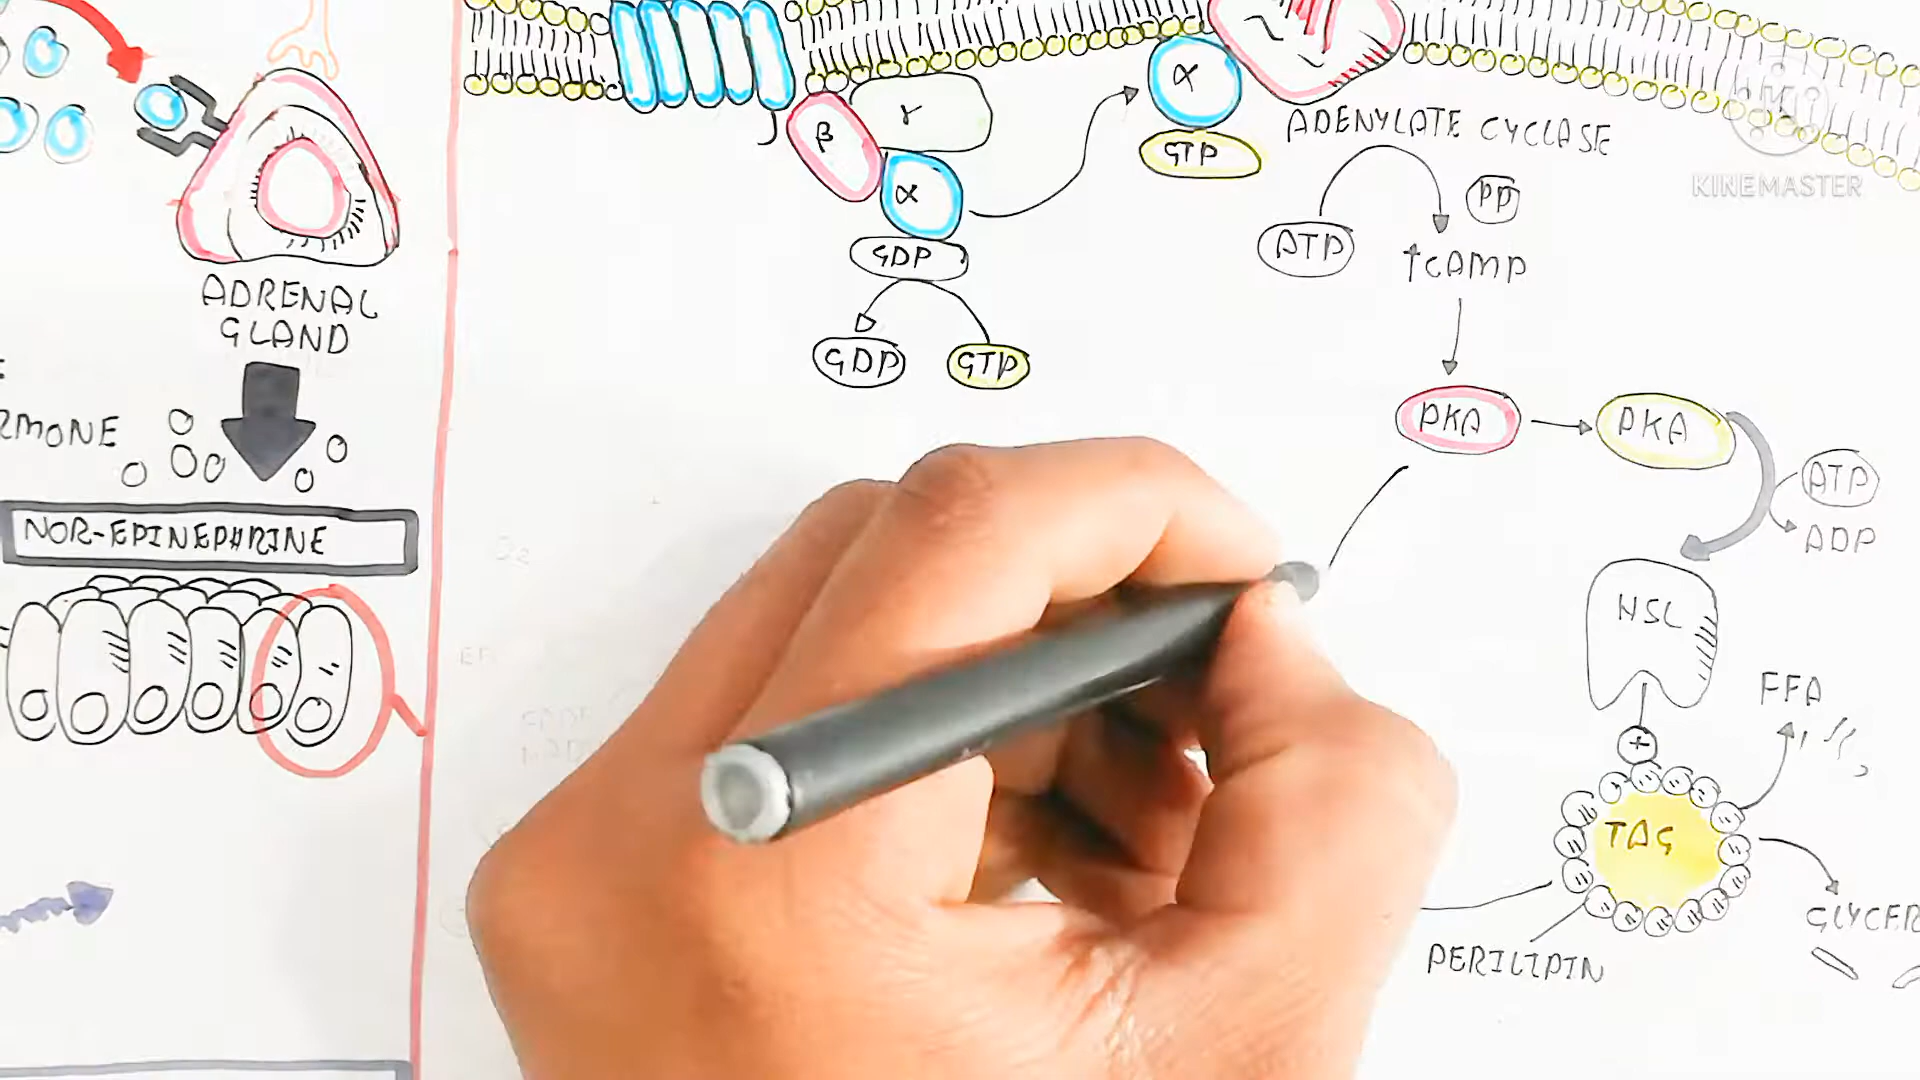 ADRENAL
GLAND
RMONE
NOR-EPINEPHRINE
β
γ
α
GDP
GDP
GTP
α
GTP
ADENYLATE CYCLASE
KINEMASTER
PP
ATP
↑cAMP
PKA
PKA
ATP
ADP
HSL
FFA
+
TAG
GLYCER
PERILIPIN